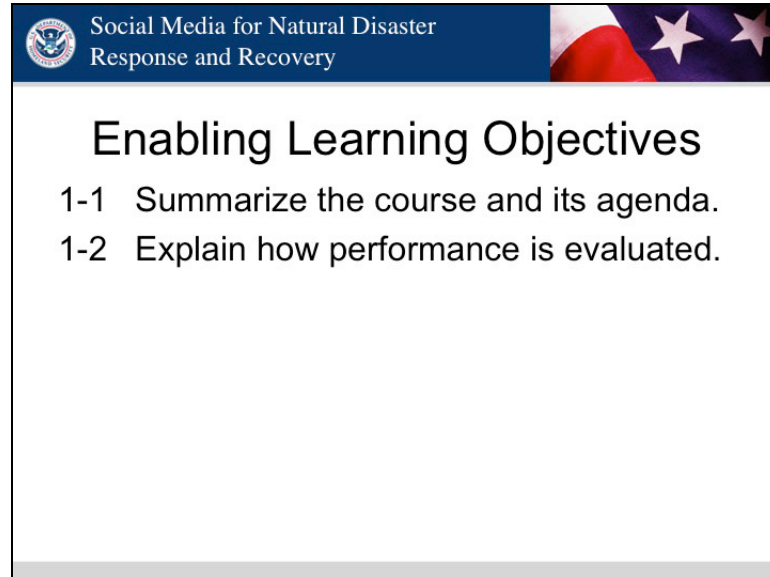 Social Media for Natural Disaster
Response and Recovery
Enabling Learning Objectives
1-1 Summarize the course and its agenda.
1-2 Explain how performance is evaluated.